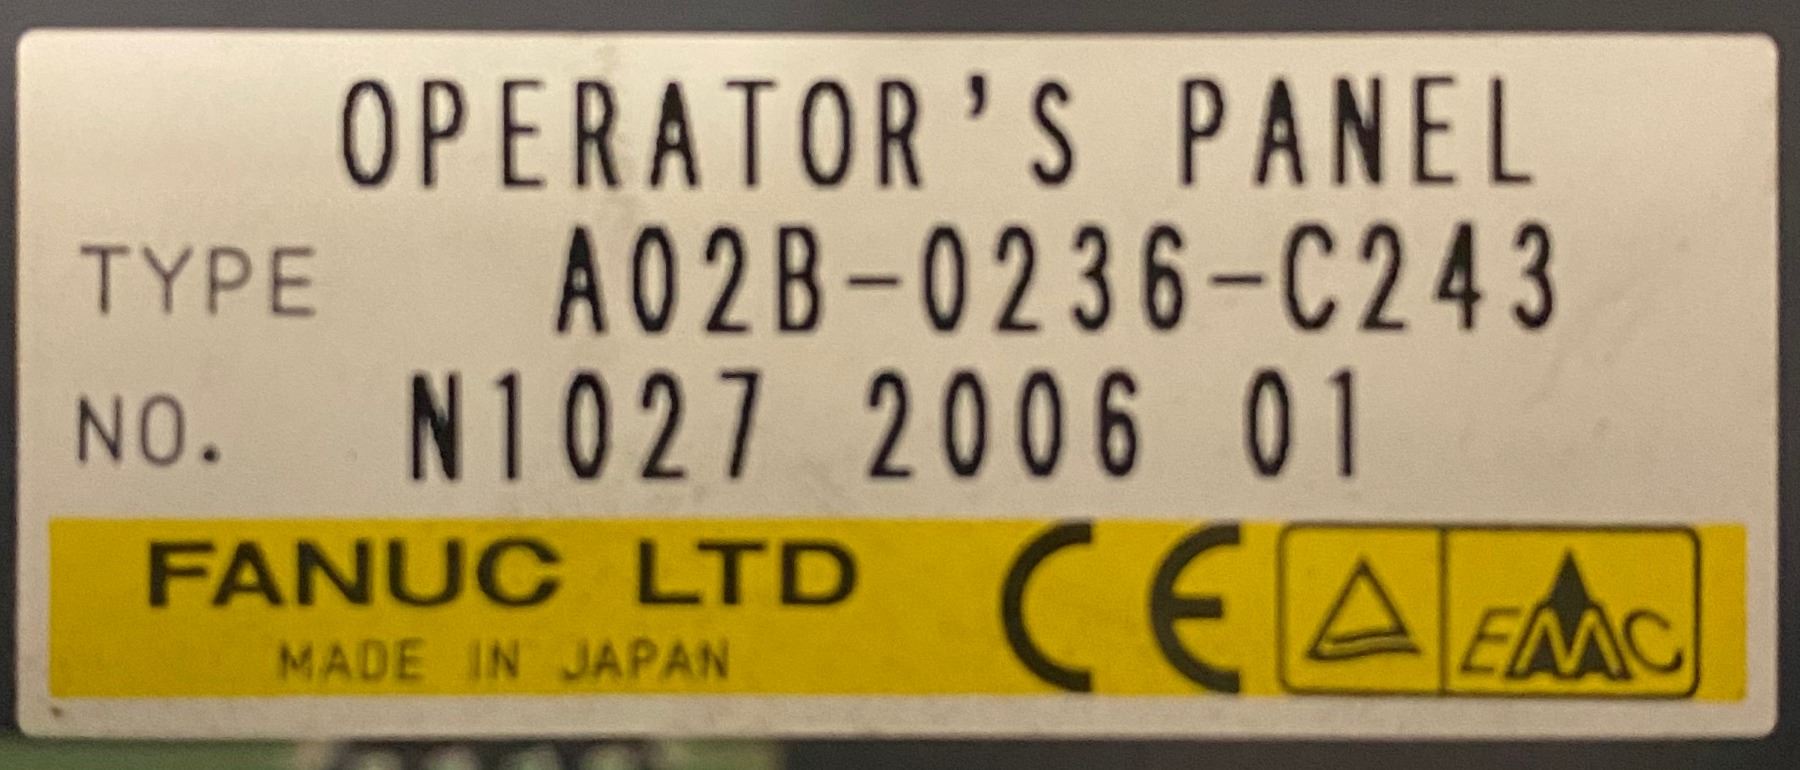 OPERATOR'S PANEL
TYPE A02B-0236-C243
NO. N1027 2006 01
FANUC LTD CE EMC
MADE IN JAPAN